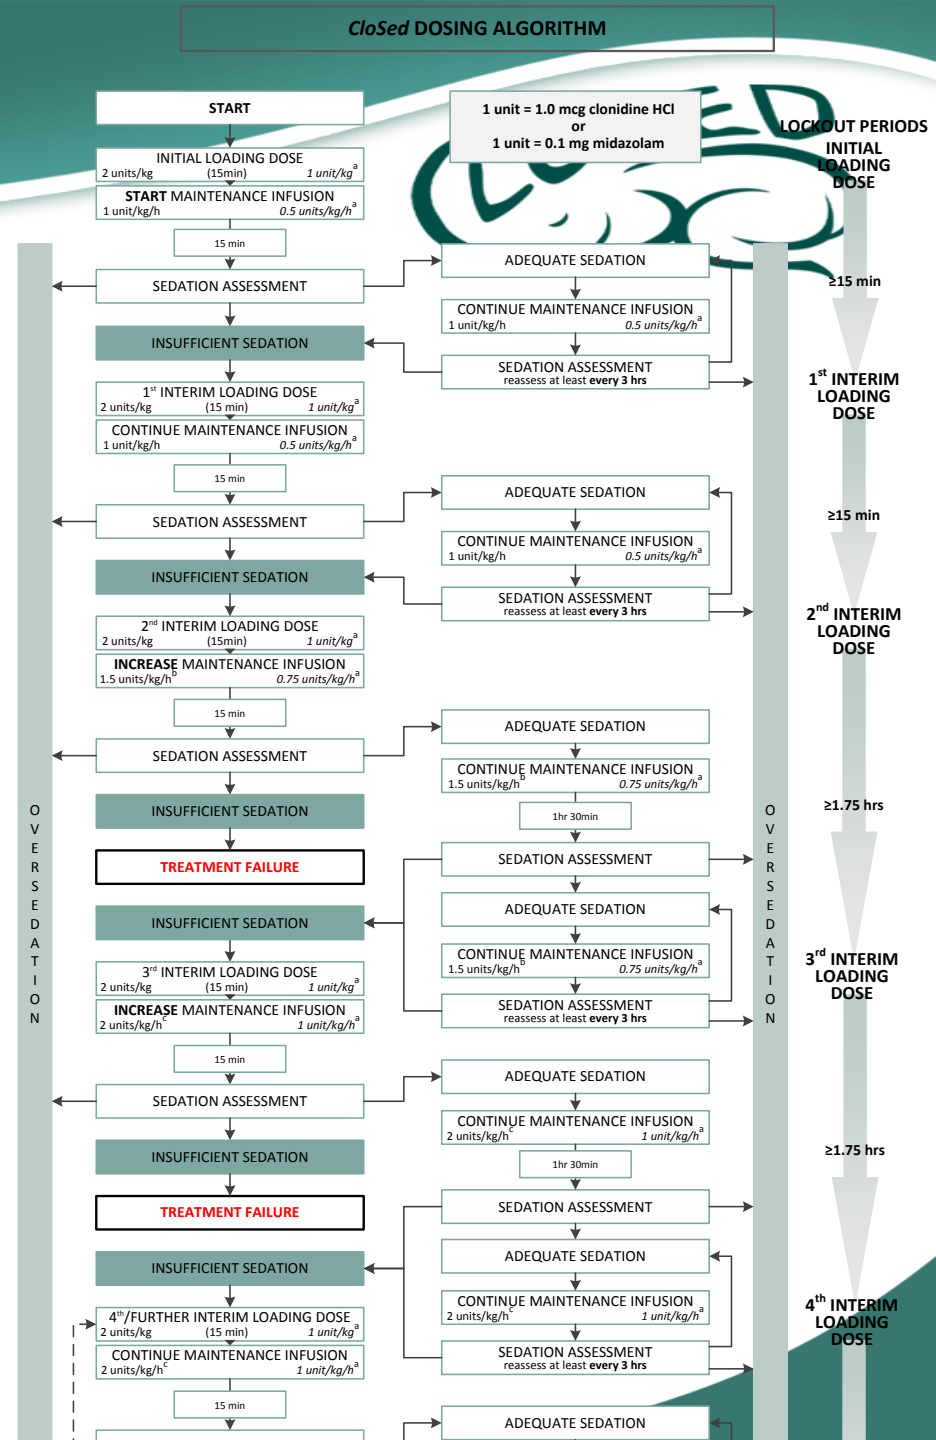 CloSed DOSING ALGORITHM
START
1 unit = 1.0 mcg clonidine HCl
or
1 unit = 0.1 mg midazolam
LOCKOUT PERIODS
INITIAL
LOADING
DOSE
INITIAL LOADING DOSE
2 units/kg (15min) 1 unit/kg^a
START MAINTENANCE INFUSION
1 unit/kg/h 0.5 units/kg/h^a
15 min
SEDATION ASSESSMENT
ADEQUATE SEDATION
CONTINUE MAINTENANCE INFUSION
1 unit/kg/h 0.5 units/kg/h^a
SEDATION ASSESSMENT
reassess at least every 3 hrs
≥15 min
INSUFFICIENT SEDATION
1st INTERIM LOADING DOSE
2 units/kg (15 min) 1 unit/kg^a
CONTINUE MAINTENANCE INFUSION
1 unit/kg/h 0.5 units/kg/h^a
15 min
1st INTERIM
LOADING
DOSE
SEDATION ASSESSMENT
ADEQUATE SEDATION
CONTINUE MAINTENANCE INFUSION
1 unit/kg/h 0.5 units/kg/h^a
SEDATION ASSESSMENT
reassess at least every 3 hrs
≥15 min
INSUFFICIENT SEDATION
2nd INTERIM LOADING DOSE
2 units/kg (15min) 1 unit/kg^a
INCREASE MAINTENANCE INFUSION
1.5 units/kg/h^b 0.75 units/kg/h^a
15 min
2nd INTERIM
LOADING
DOSE
SEDATION ASSESSMENT
ADEQUATE SEDATION
CONTINUE MAINTENANCE INFUSION
1.5 units/kg/h^b 0.75 units/kg/h^a
1hr 30min
≥1.75 hrs
INSUFFICIENT SEDATION
TREATMENT FAILURE
SEDATION ASSESSMENT
ADEQUATE SEDATION
CONTINUE MAINTENANCE INFUSION
1.5 units/kg/h^b 0.75 units/kg/h^a
SEDATION ASSESSMENT
reassess at least every 3 hrs
OVERSEDATION
OVERSEDATION
INSUFFICIENT SEDATION
3rd INTERIM LOADING DOSE
2 units/kg (15 min) 1 unit/kg^a
INCREASE MAINTENANCE INFUSION
2 units/kg/h^c 1 unit/kg/h^a
15 min
3rd INTERIM
LOADING
DOSE
SEDATION ASSESSMENT
ADEQUATE SEDATION
CONTINUE MAINTENANCE INFUSION
2 units/kg/h^c 1 unit/kg/h^a
1hr 30min
≥1.75 hrs
INSUFFICIENT SEDATION
TREATMENT FAILURE
SEDATION ASSESSMENT
ADEQUATE SEDATION
CONTINUE MAINTENANCE INFUSION
2 units/kg/h^c 1 unit/kg/h^a
SEDATION ASSESSMENT
reassess at least every 3 hrs
INSUFFICIENT SEDATION
4th/FURTHER INTERIM LOADING DOSE
2 units/kg (15 min) 1 unit/kg^a
CONTINUE MAINTENANCE INFUSION
2 units/kg/h^c 1 unit/kg/h^a
15 min
4th INTERIM
LOADING
DOSE
ADEQUATE SEDATION